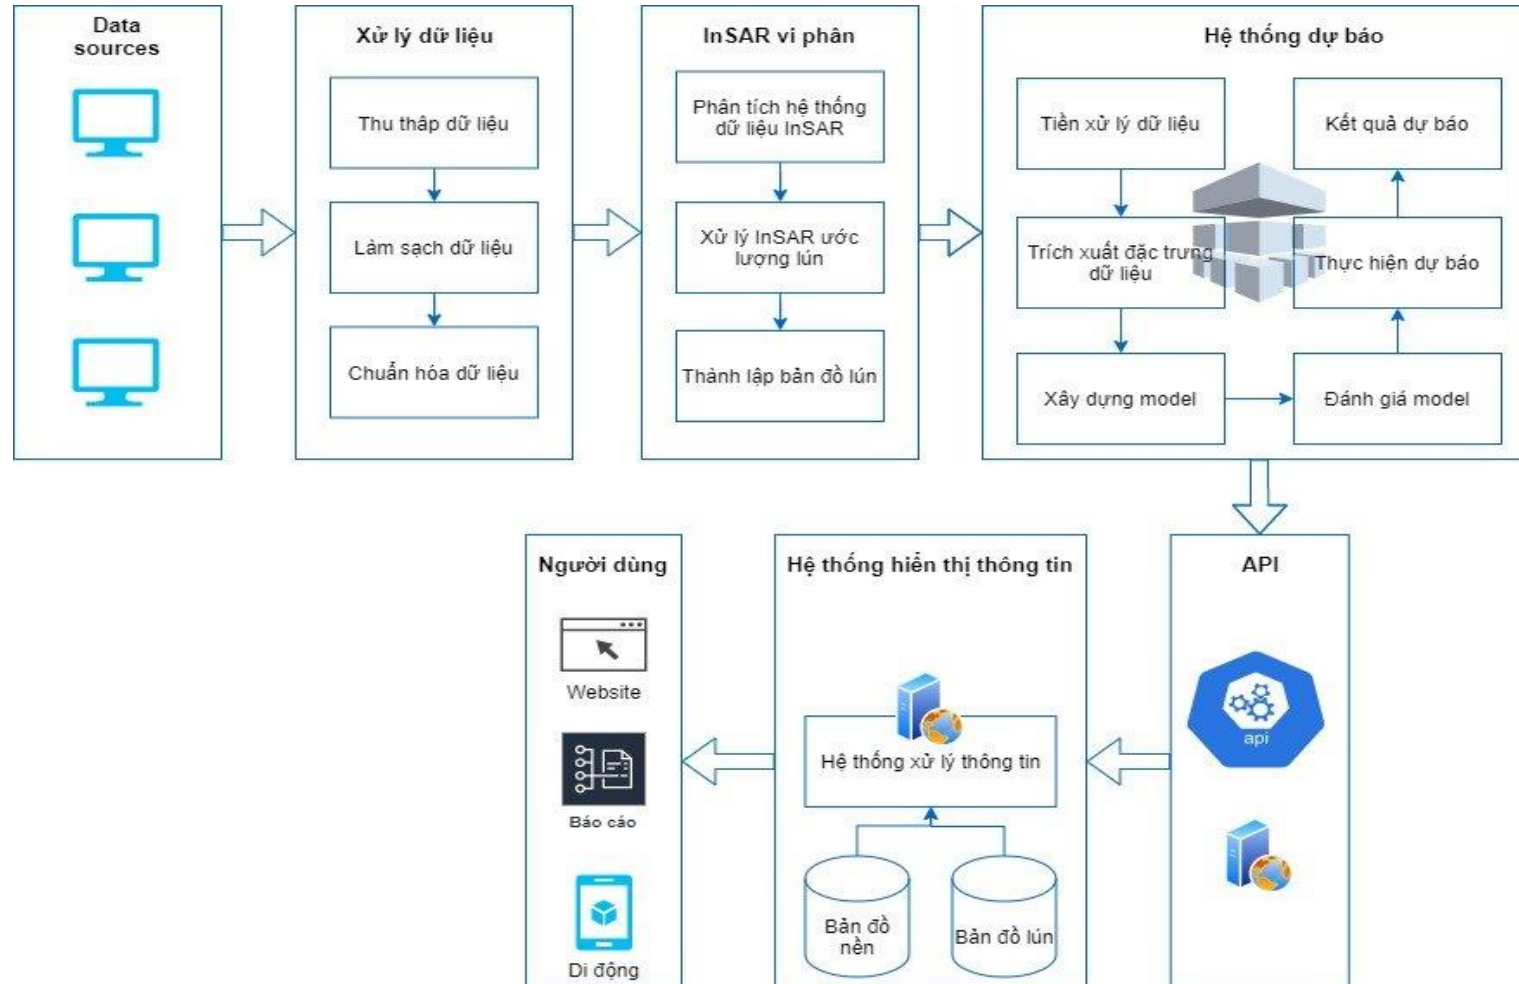 Data
sources
Xử lý dữ liệu
Thu thâp dữ liệu
Làm sạch dữ liệu
Chuẩn hóa dữ liệu
InSAR vi phân
Phân tích hệ thống
dữ liệu InSAR
Xử lý InSAR ước
lượng lún
Thành lập bản đồ lún
Hệ thống dự báo
Tiền xử lý dữ liệu
Trích xuất đặc trưng
dữ liệu
Xây dựng model
Đánh giá model
Thực hiện dự báo
Kết quả dự báo
API
api
Hệ thống hiển thị thông tin
Hệ thống xử lý thông tin
Bản đồ
nền
Bản đồ lún
Người dùng
Website
Báo cáo
Di động